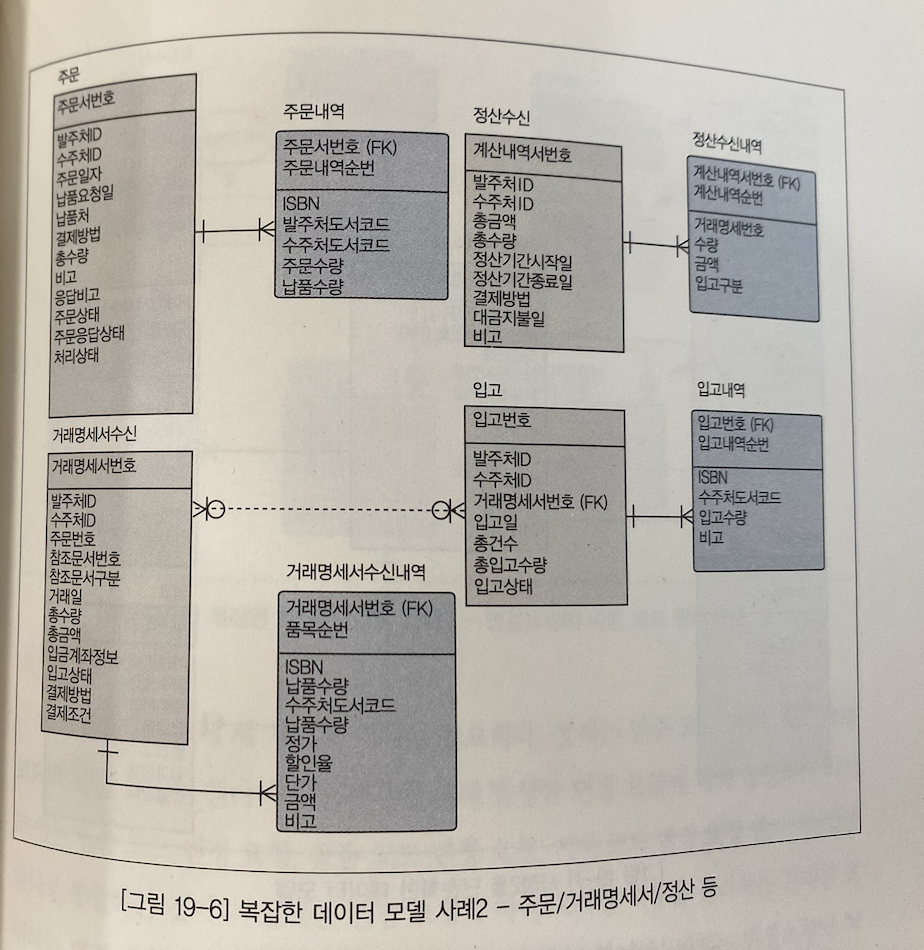 주문
주문서번호
발주처ID
수주처ID
주문일자
납품요청일
납품처
결제방법
총수량
비고
응답비고
주문상태
주문응답상태
처리상태
주문내역
주문서번호 (FK)
주문내역순번
ISBN
발주처도서코드
수주처도서코드
주문수량
납품수량
정산수신
계산내역서번호
발주처ID
수주처ID
총금액
총수량
정산기간시작일
정산기간종료일
결제방법
대금지불일
비고
정산수신내역
계산내역서번호 (FK)
계산내역순번
거래명세번호
수량
금액
입고구분
거래명세서수신
거래명세서번호
발주처ID
수주처ID
주문번호
참조문서번호
참조문서구분
거래일
총수량
총금액
입금계좌정보
입고상태
결제방법
결제조건
거래명세서수신내역
거래명세서번호 (FK)
품목순번
ISBN
납품수량
수주처도서코드
납품수량
정가
할인율
단가
금액
비고
입고
입고번호
발주처ID
수주처ID
거래명세서번호 (FK)
입고일
총건수
총입고수량
입고상태
입고내역
입고번호 (FK)
입고내역순번
ISBN
수주처도서코드
입고수량
비고
[그림 19-6] 복잡한 데이터 모델 사례2 - 주문/거래명세서/정산 등